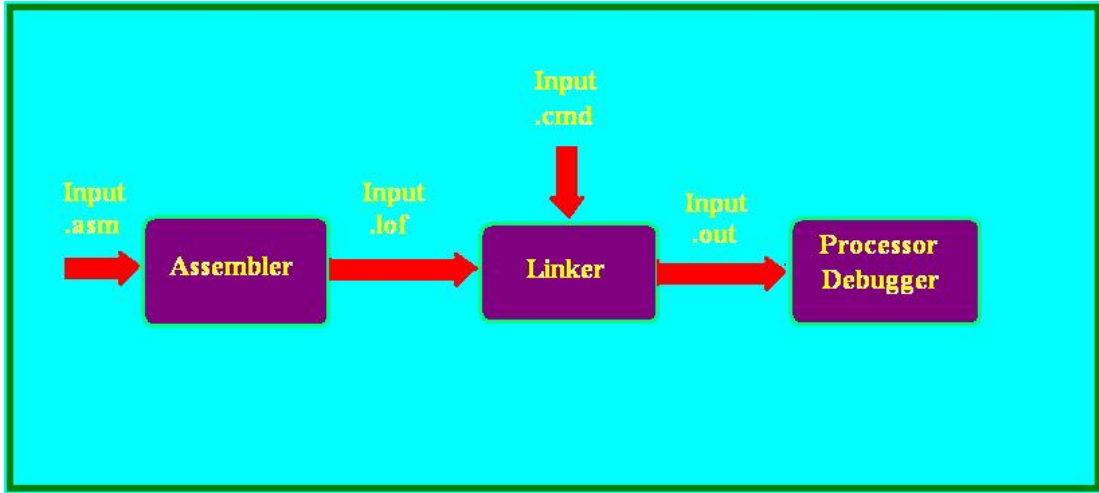 Input
.cmd
Input
.asm
Input
.lof
Input
.out
Assembler
Linker
Processor
Debugger